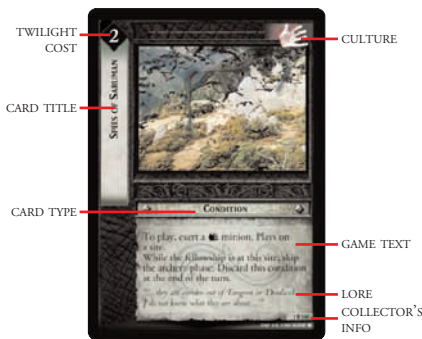 TWILIGHT
COST
2
CULTURE
CARD TITLE
SPIES OF SARUMAN
CARD TYPE
CONDITION
To play, exert a minion. Plays on
a site.
While the fellowship is at this site, skip
the archery phase. Discard this condition
at the end of the turn.
GAME TEXT
LORE
COLLECTOR'S
INFO